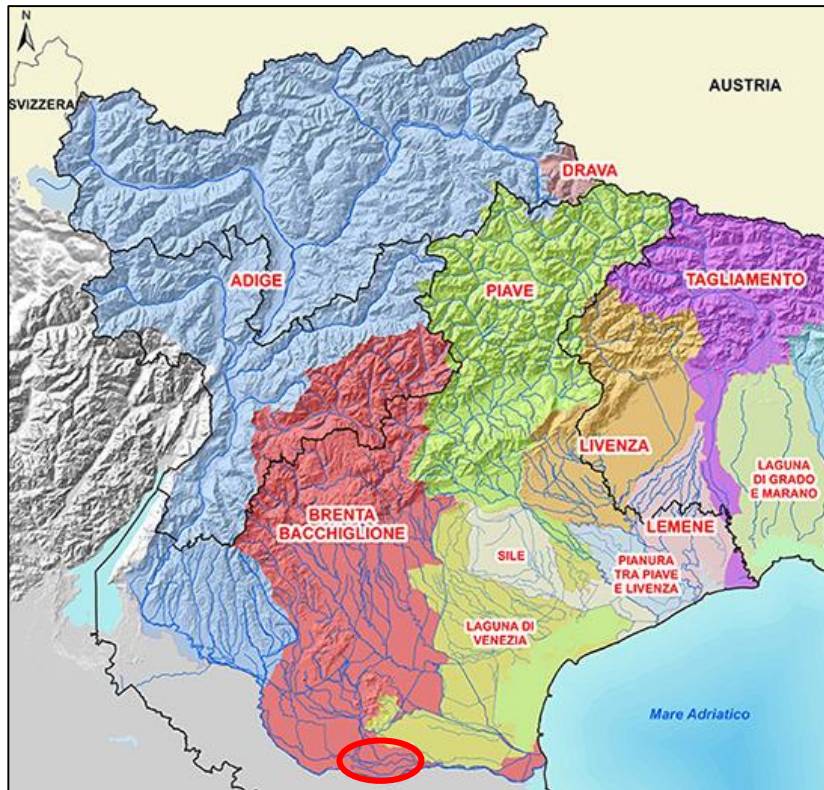 N
SVIZZERA
AUSTRIA
DRAVA
ADIGE
PIAVE
TAGLIAMENTO
LIVENZA
LAGUNA
DI GRADO
E MARANO
BRENTA
BACCHIGLIONE
LEMENE
SILE
PIANURA
TRA PIAVE
E LIVENZA
LAGUNA DI
VENEZIA
Mare Adriatico